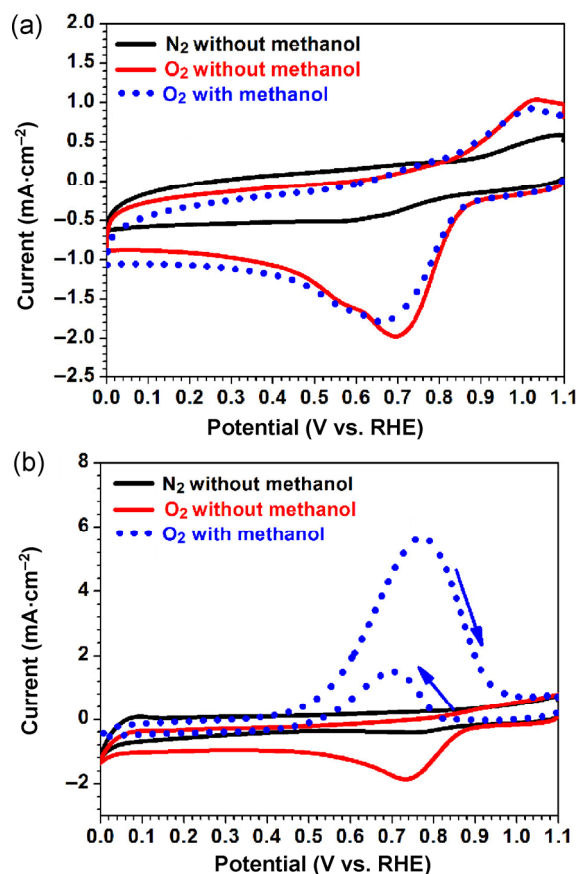 (a)
2.0
1.5
1.0
0.5
0.0
–0.5
–1.0
–1.5
–2.0
–2.5
Current (mA·cm⁻²)
N₂ without methanol
O₂ without methanol
O₂ with methanol
0.0 0.1 0.2 0.3 0.4 0.5 0.6 0.7 0.8 0.9 1.0 1.1
Potential (V vs. RHE)
(b)
8
6
4
2
0
–2
Current (mA·cm⁻²)
N₂ without methanol
O₂ without methanol
O₂ with methanol
0.0 0.1 0.2 0.3 0.4 0.5 0.6 0.7 0.8 0.9 1.0 1.1
Potential (V vs. RHE)